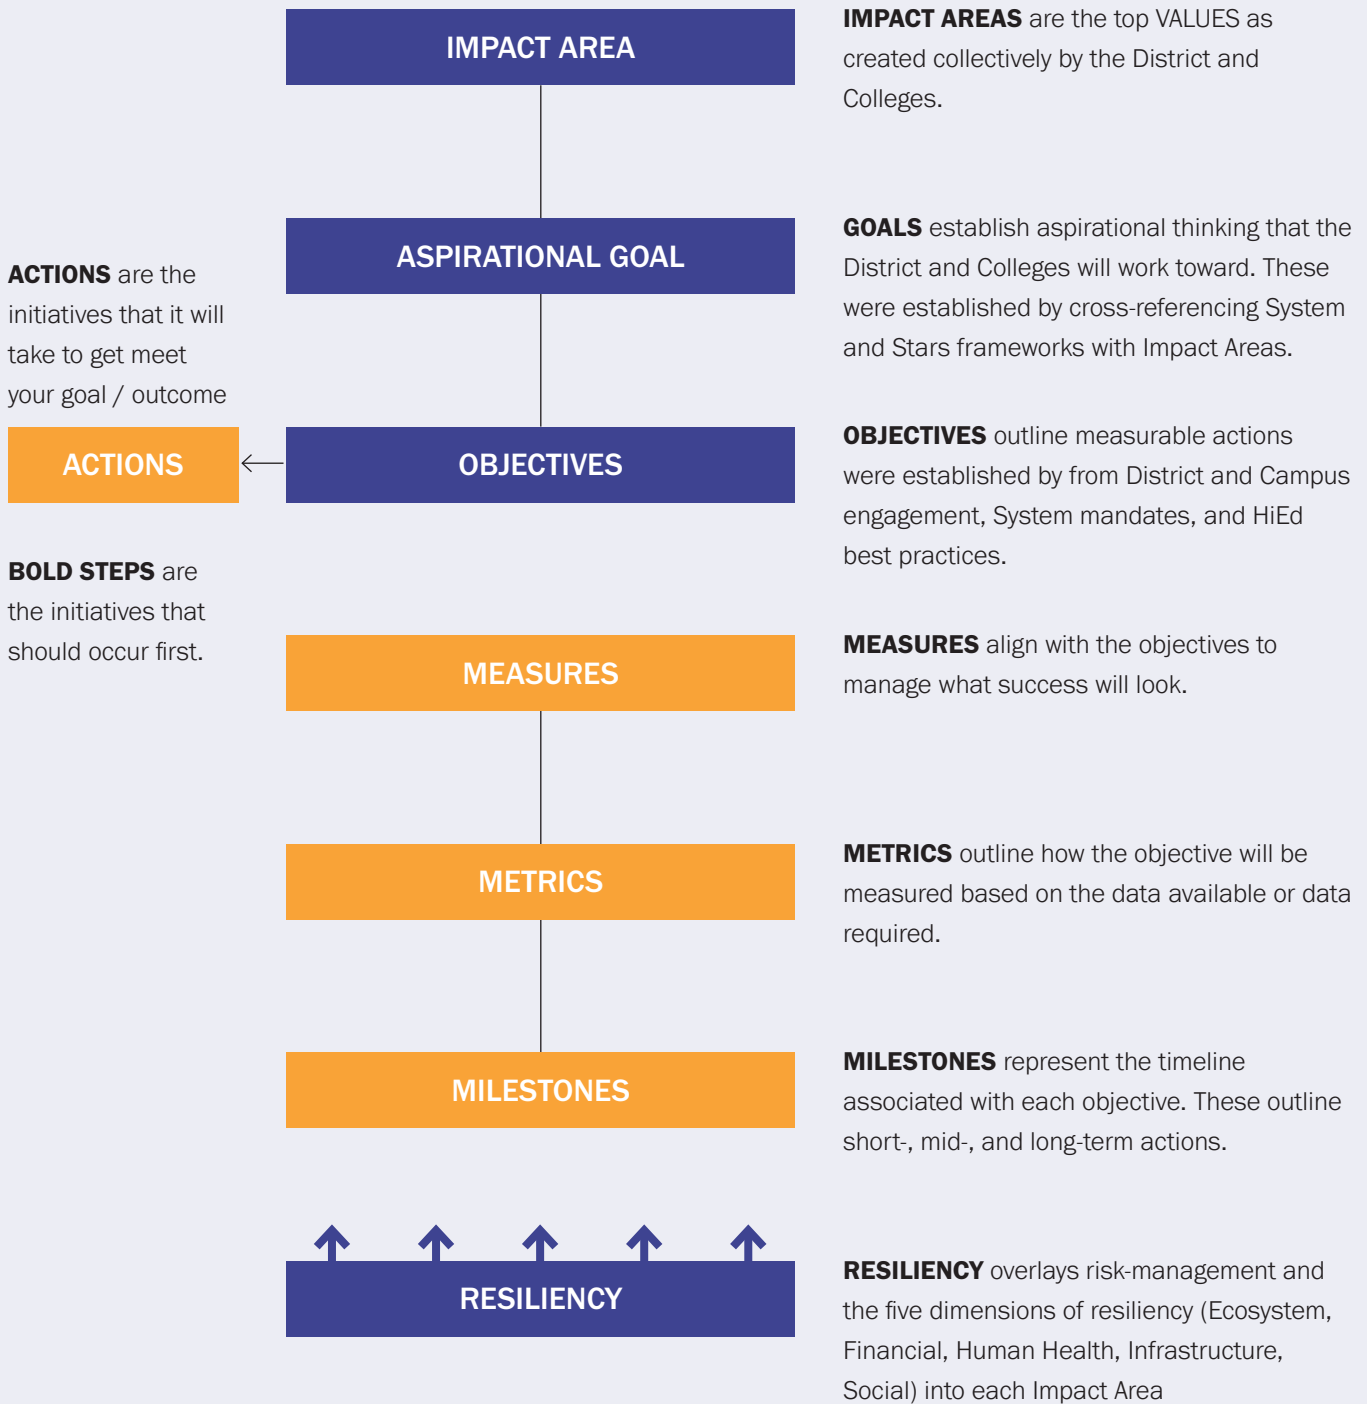 IMPACT AREA
IMPACT AREAS are the top VALUES as
created collectively by the District and
Colleges.
ASPIRATIONAL GOAL
GOALS establish aspirational thinking that the
District and Colleges will work toward. These
were established by cross-referencing System
and Stars frameworks with Impact Areas.
ACTIONS are the
initiatives that it will
take to get meet
your goal / outcome
ACTIONS
OBJECTIVES
OBJECTIVES outline measurable actions
were established by from District and Campus
engagement, System mandates, and HiEd
best practices.
BOLD STEPS are
the initiatives that
should occur first.
MEASURES
MEASURES align with the objectives to
manage what success will look.
METRICS
METRICS outline how the objective will be
measured based on the data available or data
required.
MILESTONES
MILESTONES represent the timeline
associated with each objective. These outline
short-, mid-, and long-term actions.
RESILIENCY
RESILIENCY overlays risk-management and
the five dimensions of resiliency (Ecosystem,
Financial, Human Health, Infrastructure,
Social) into each Impact Area